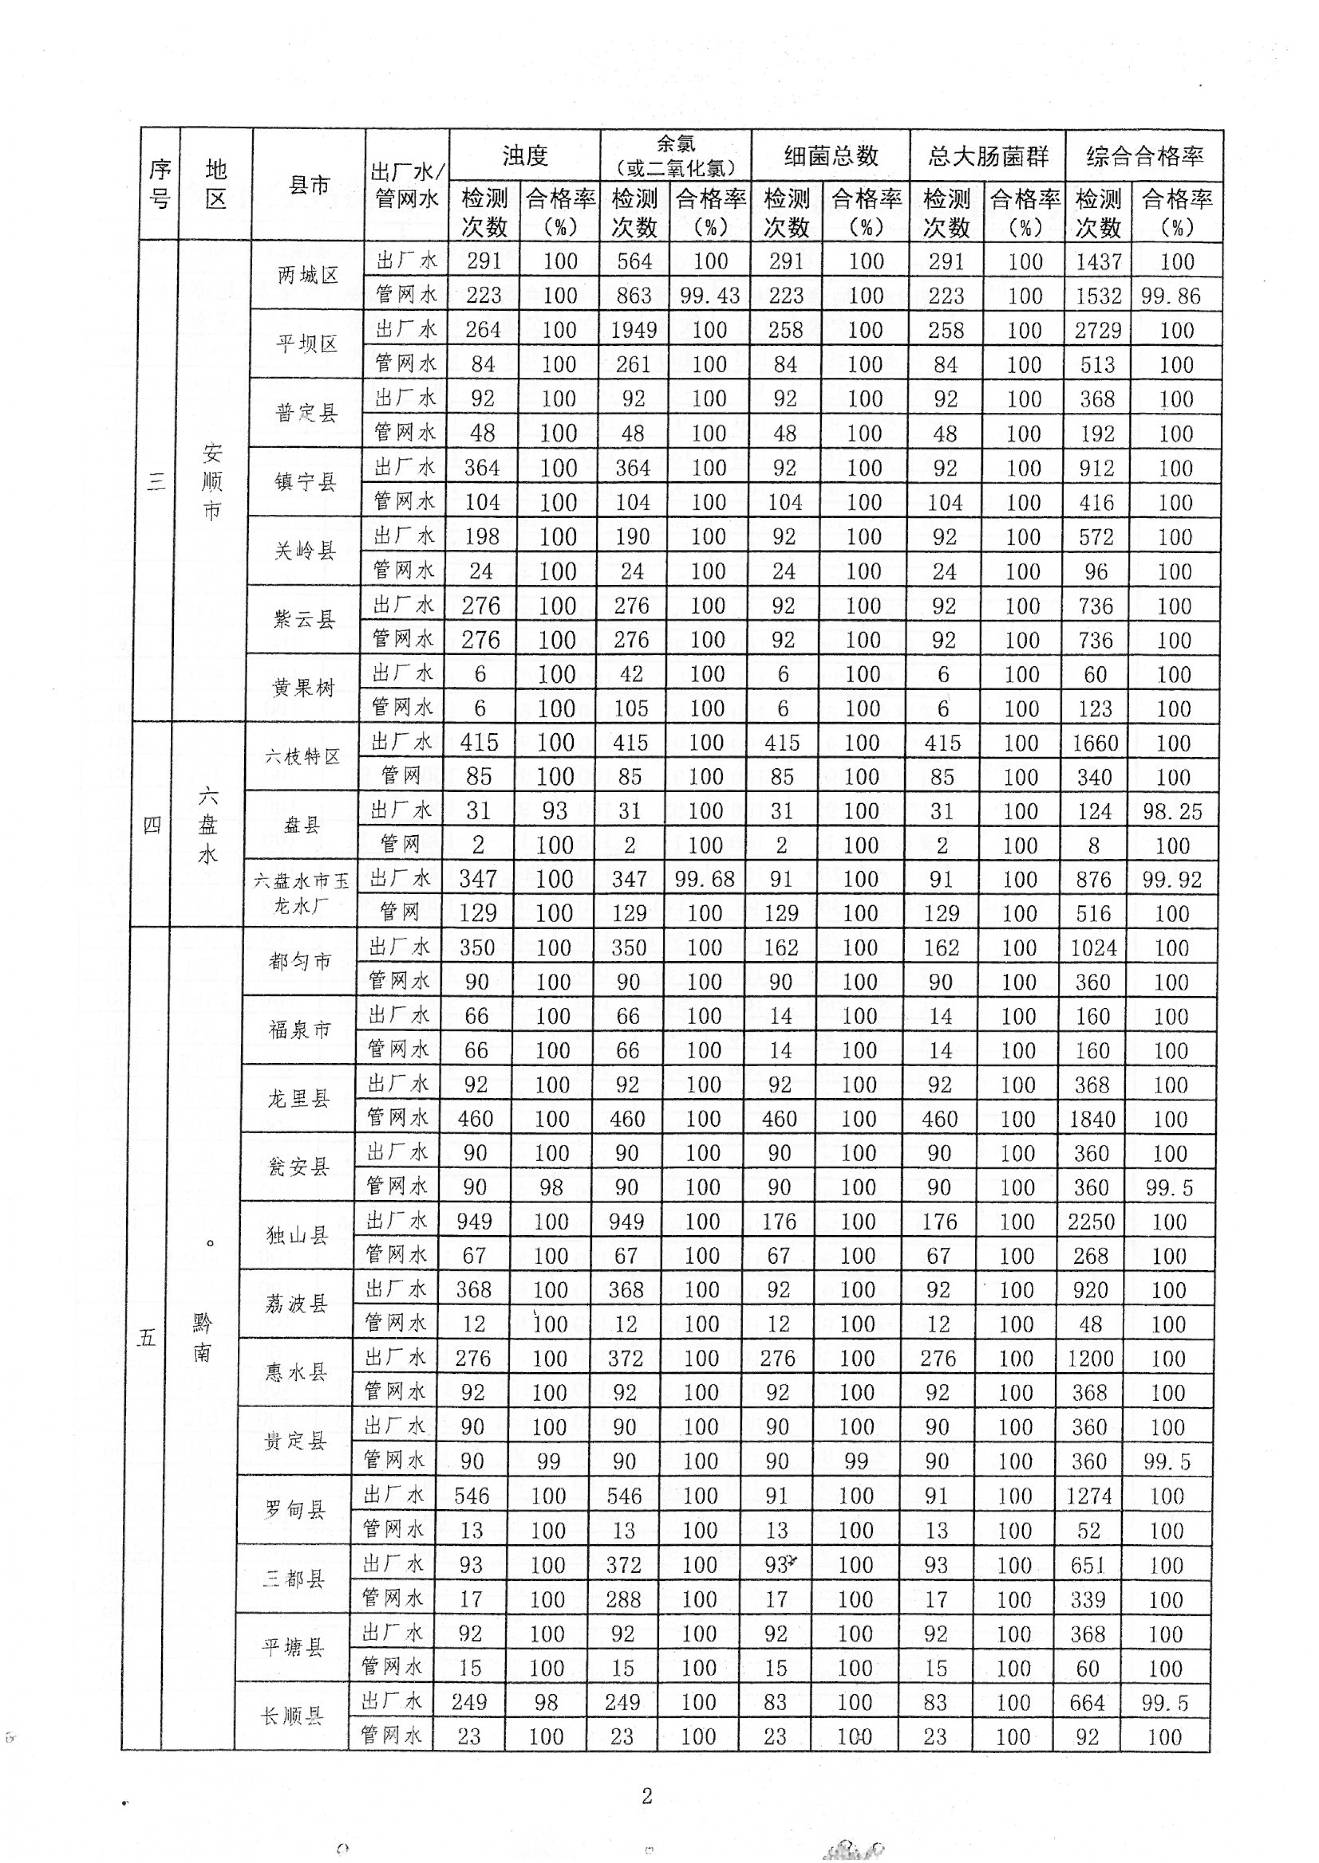 序号 地区 县市 出厂水/管网水 浊度 余氯(或二氧化氯) 细菌总数 总大肠菌群 综合合格率
检测次数 合格率(%) 检测次数 合格率(%) 检测次数 合格率(%) 检测次数 合格率(%) 检测次数 合格率(%)
三 安顺市 两城区 出厂水 291 100 564 100 291 100 291 100 1437 100
管网水 223 100 863 99.43 223 100 223 100 1532 99.86
平坝区 出厂水 264 100 1949 100 258 100 258 100 2729 100
管网水 84 100 261 100 84 100 84 100 513 100
普定县 出厂水 92 100 92 100 92 100 92 100 368 100
管网水 48 100 48 100 48 100 48 100 192 100
镇宁县 出厂水 364 100 364 100 92 100 92 100 912 100
管网水 104 100 104 100 104 100 104 100 416 100
关岭县 出厂水 198 100 190 100 92 100 92 100 572 100
管网水 24 100 24 100 24 100 24 100 96 100
紫云县 出厂水 276 100 276 100 92 100 92 100 736 100
管网水 276 100 276 100 92 100 92 100 736 100
黄果树 出厂水 6 100 42 100 6 100 6 100 60 100
管网水 6 100 105 100 6 100 6 100 123 100
四 六盘水 六枝特区 出厂水 415 100 415 100 415 100 415 100 1660 100
管网 85 100 85 100 85 100 85 100 340 100
盘县 出厂水 31 93 31 100 31 100 31 100 124 98.25
管网 2 100 2 100 2 100 2 100 8 100
六盘水市玉龙水厂 出厂水 347 100 347 99.68 91 100 91 100 876 99.92
管网 129 100 129 100 129 100 129 100 516 100
五 黔南 都匀市 出厂水 350 100 350 100 162 100 162 100 1024 100
管网水 90 100 90 100 90 100 90 100 360 100
福泉市 出厂水 66 100 66 100 14 100 14 100 160 100
管网水 66 100 66 100 14 100 14 100 160 100
龙里县 出厂水 92 100 92 100 92 100 92 100 368 100
管网水 460 100 460 100 460 100 460 100 1840 100
瓮安县 出厂水 90 100 90 100 90 100 90 100 360 100
管网水 90 98 90 100 90 100 90 100 360 99.5
独山县 出厂水 949 100 949 100 176 100 176 100 2250 100
管网水 67 100 67 100 67 100 67 100 268 100
荔波县 出厂水 368 100 368 100 92 100 92 100 920 100
管网水 12 100 12 100 12 100 12 100 48 100
惠水县 出厂水 276 100 372 100 276 100 276 100 1200 100
管网水 92 100 92 100 92 100 92 100 368 100
贵定县 出厂水 90 100 90 100 90 100 90 100 360 100
管网水 90 99 90 100 90 99 90 100 360 99.5
罗甸县 出厂水 546 100 546 100 91 100 91 100 1274 100
管网水 13 100 13 100 13 100 13 100 52 100
三都县 出厂水 93 100 372 100 93 100 93 100 651 100
管网水 17 100 288 100 17 100 17 100 339 100
平塘县 出厂水 92 100 92 100 92 100 92 100 368 100
管网水 15 100 15 100 15 100 15 100 60 100
长顺县 出厂水 249 98 249 100 83 100 83 100 664 99.5
管网水 23 100 23 100 23 100 23 100 92 100
2